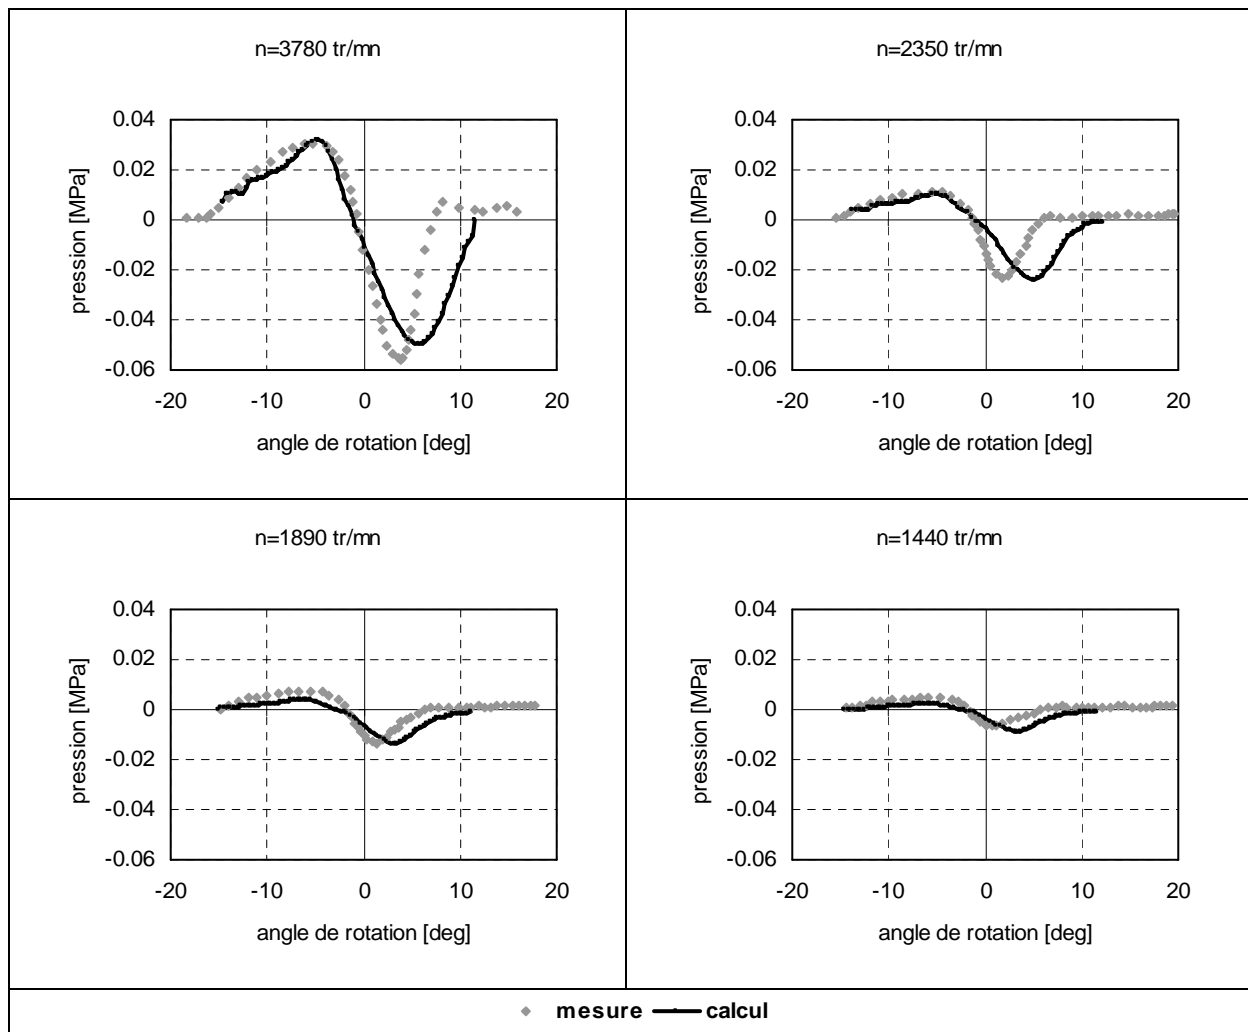 n=3780 tr/mn
0.04
0.02
0
-0.02
-0.04
-0.06
pression [MPa]
-20 -10 0 10 20
angle de rotation [deg]
n=2350 tr/mn
0.04
0.02
0
-0.02
-0.04
-0.06
pression [MPa]
-20 -10 0 10 20
angle de rotation [deg]
n=1890 tr/mn
0.04
0.02
0
-0.02
-0.04
-0.06
pression [MPa]
-20 -10 0 10 20
angle de rotation [deg]
n=1440 tr/mn
0.04
0.02
0
-0.02
-0.04
-0.06
pression [MPa]
-20 -10 0 10 20
angle de rotation [deg]
mesure calcul